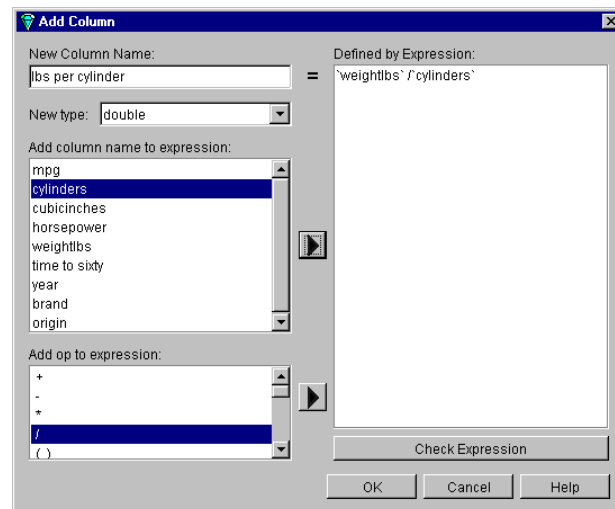 Add Column
New Column Name:
lbs per cylinder
=
Defined by Expression:
`weightlbs` /`cylinders`
New type: double
Add column name to expression:
mpg
cylinders
cubicinches
horsepower
weightlbs
time to sixty
year
brand
origin
Add op to expression:
+
-
*
/
( )
Check Expression
OK Cancel Help